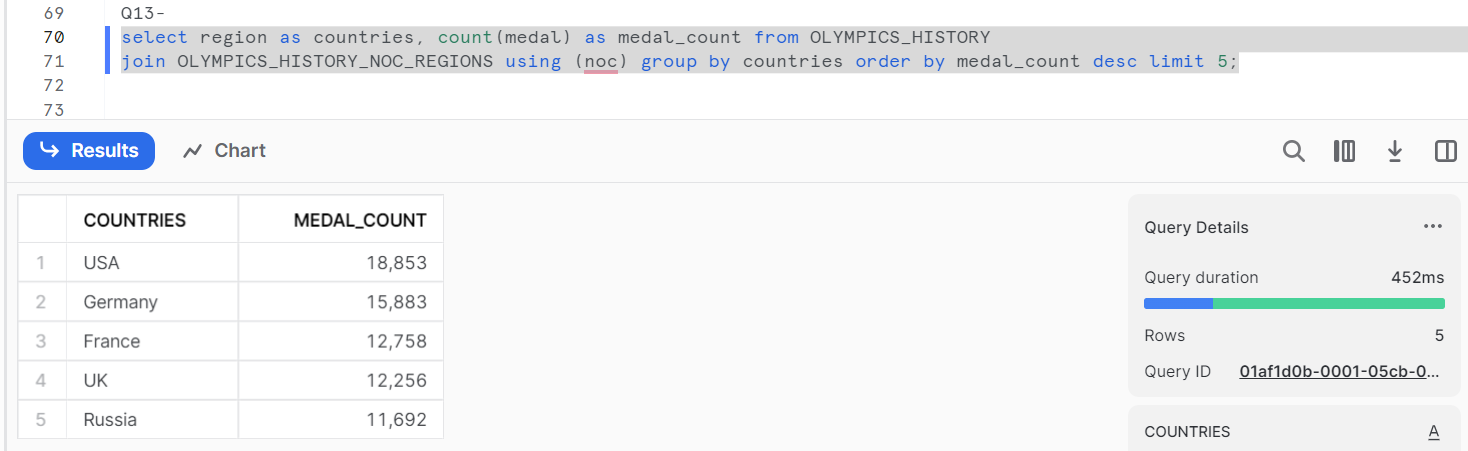 69 Q13-
70 select region as countries, count(medal) as medal_count from OLYMPICS_HISTORY
71 join OLYMPICS_HISTORY_NOC_REGIONS using (noc) group by countries order by medal_count desc limit 5;
72
73
Results Chart
COUNTRIES MEDAL_COUNT
1 USA 18,853
2 Germany 15,883
3 France 12,758
4 UK 12,256
5 Russia 11,692
Query Details ...
Query duration 452ms
Rows 5
Query ID 01af1d0b-0001-05cb-0...
COUNTRIES A